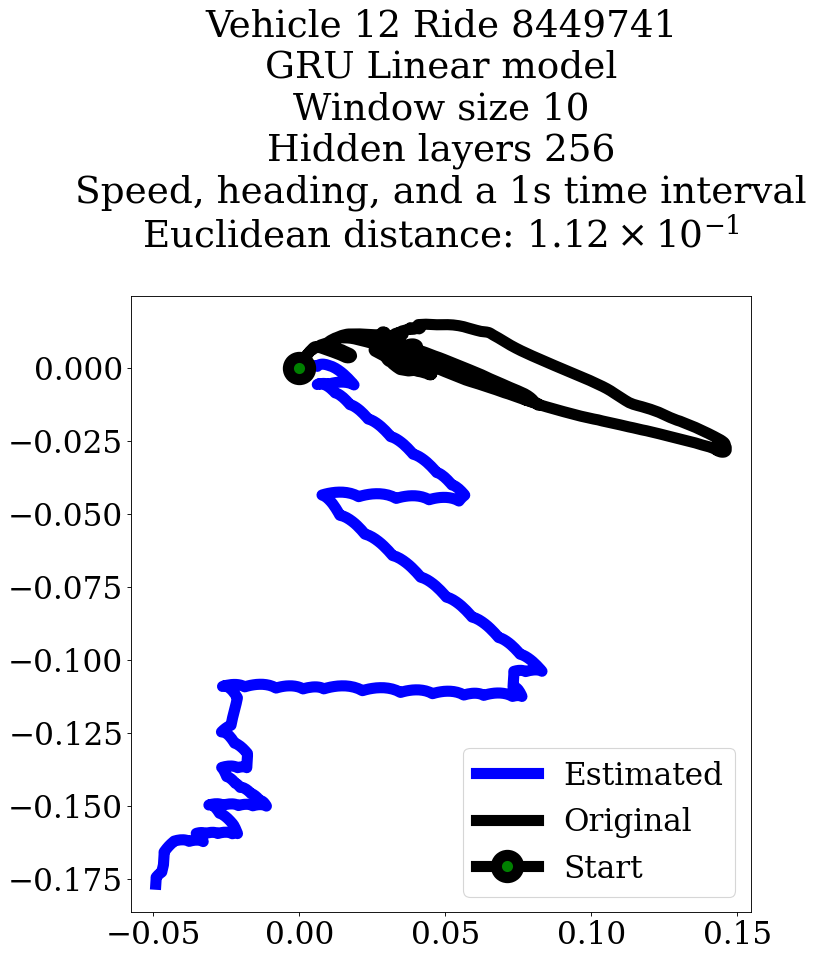 Vehicle 12 Ride 8449741
GRU Linear model
Window size 10
Hidden layers 256
Speed, heading, and a 1s time interval
Euclidean distance: 1.12 × 10⁻¹
0.000
−0.025
−0.050
−0.075
−0.100
−0.125
−0.150
−0.175
Estimated
Original
Start
−0.05 0.00 0.05 0.10 0.15